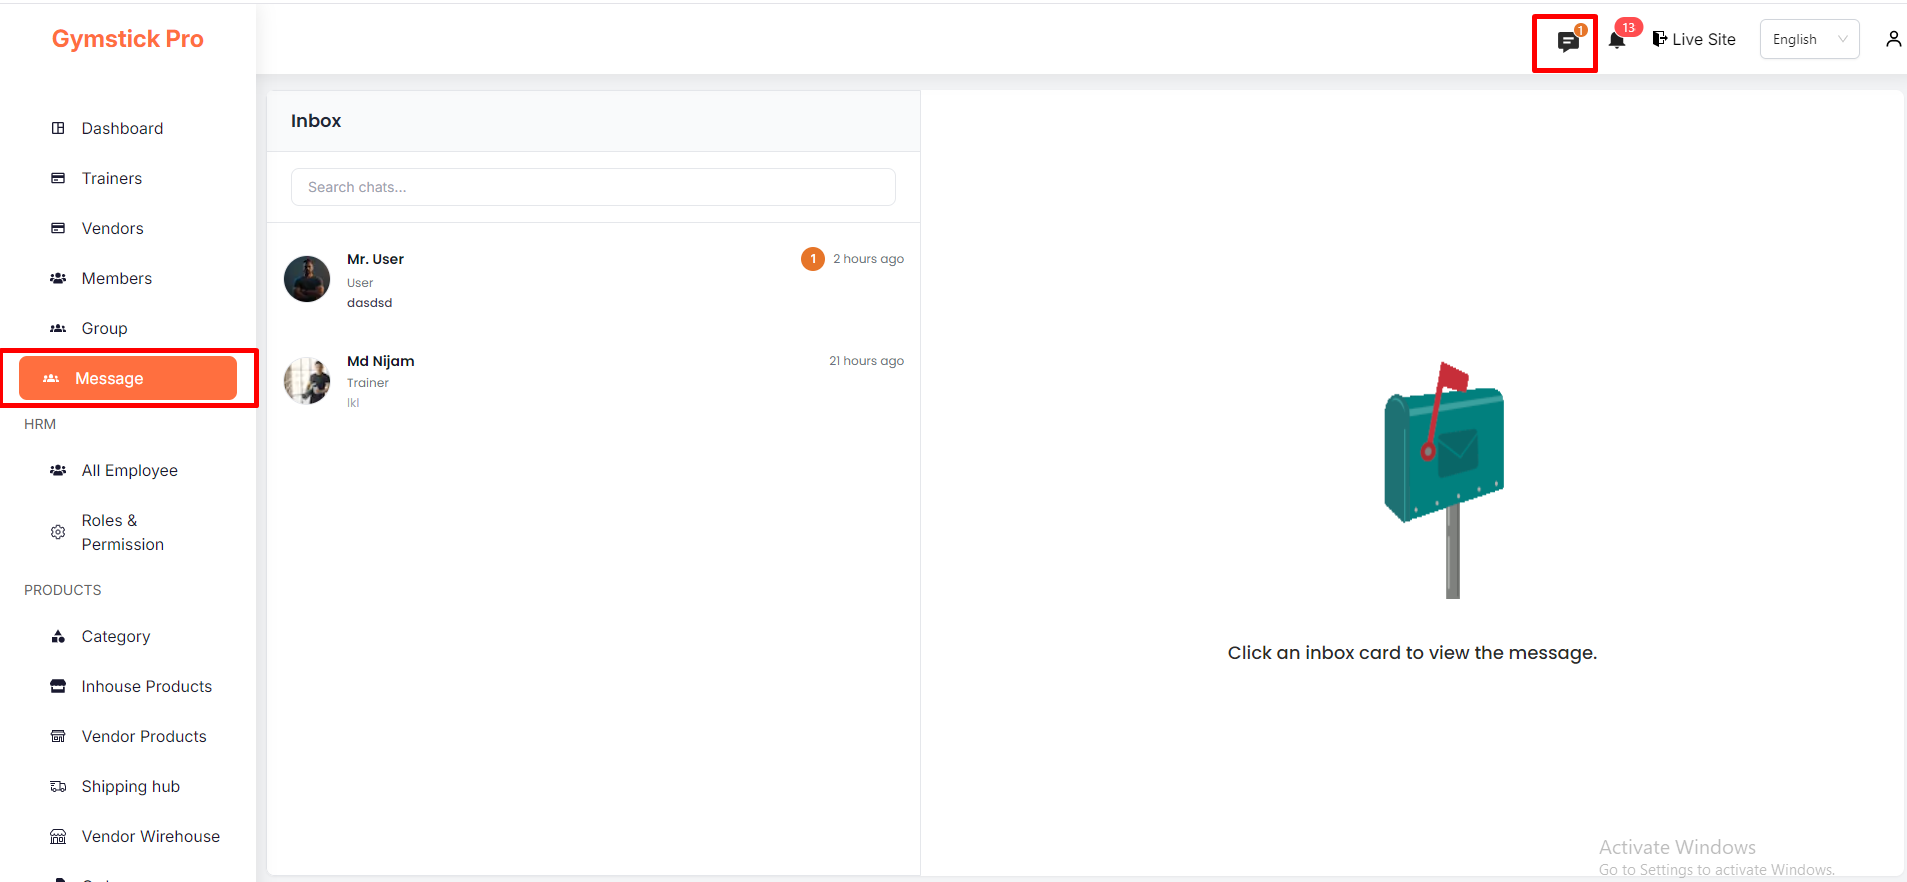 Gymstick Pro
1
13
Live Site
English
Dashboard
Trainers
Vendors
Members
Group
Message
HRM
All Employee
Roles &
Permission
PRODUCTS
Category
Inhouse Products
Vendor Products
Shipping hub
Vendor Wirehouse
Inbox
Search chats...
Mr. User
1
2 hours ago
User
dasdsd
Md Nijam
21 hours ago
Trainer
lkl
Click an inbox card to view the message.
Activate Windows
Go to Settings to activate Windows.